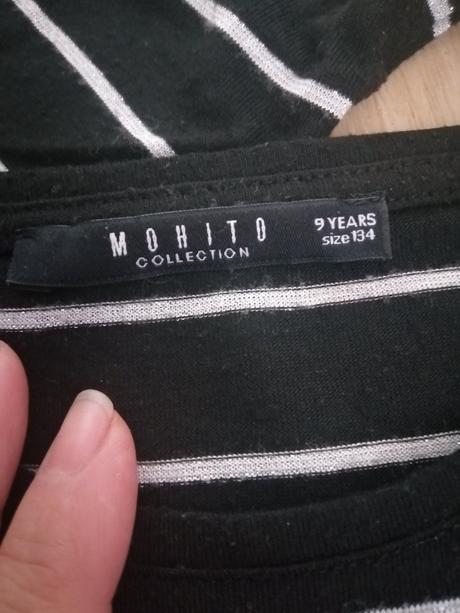 MOHITO
COLLECTION
9 YEARS
size 134